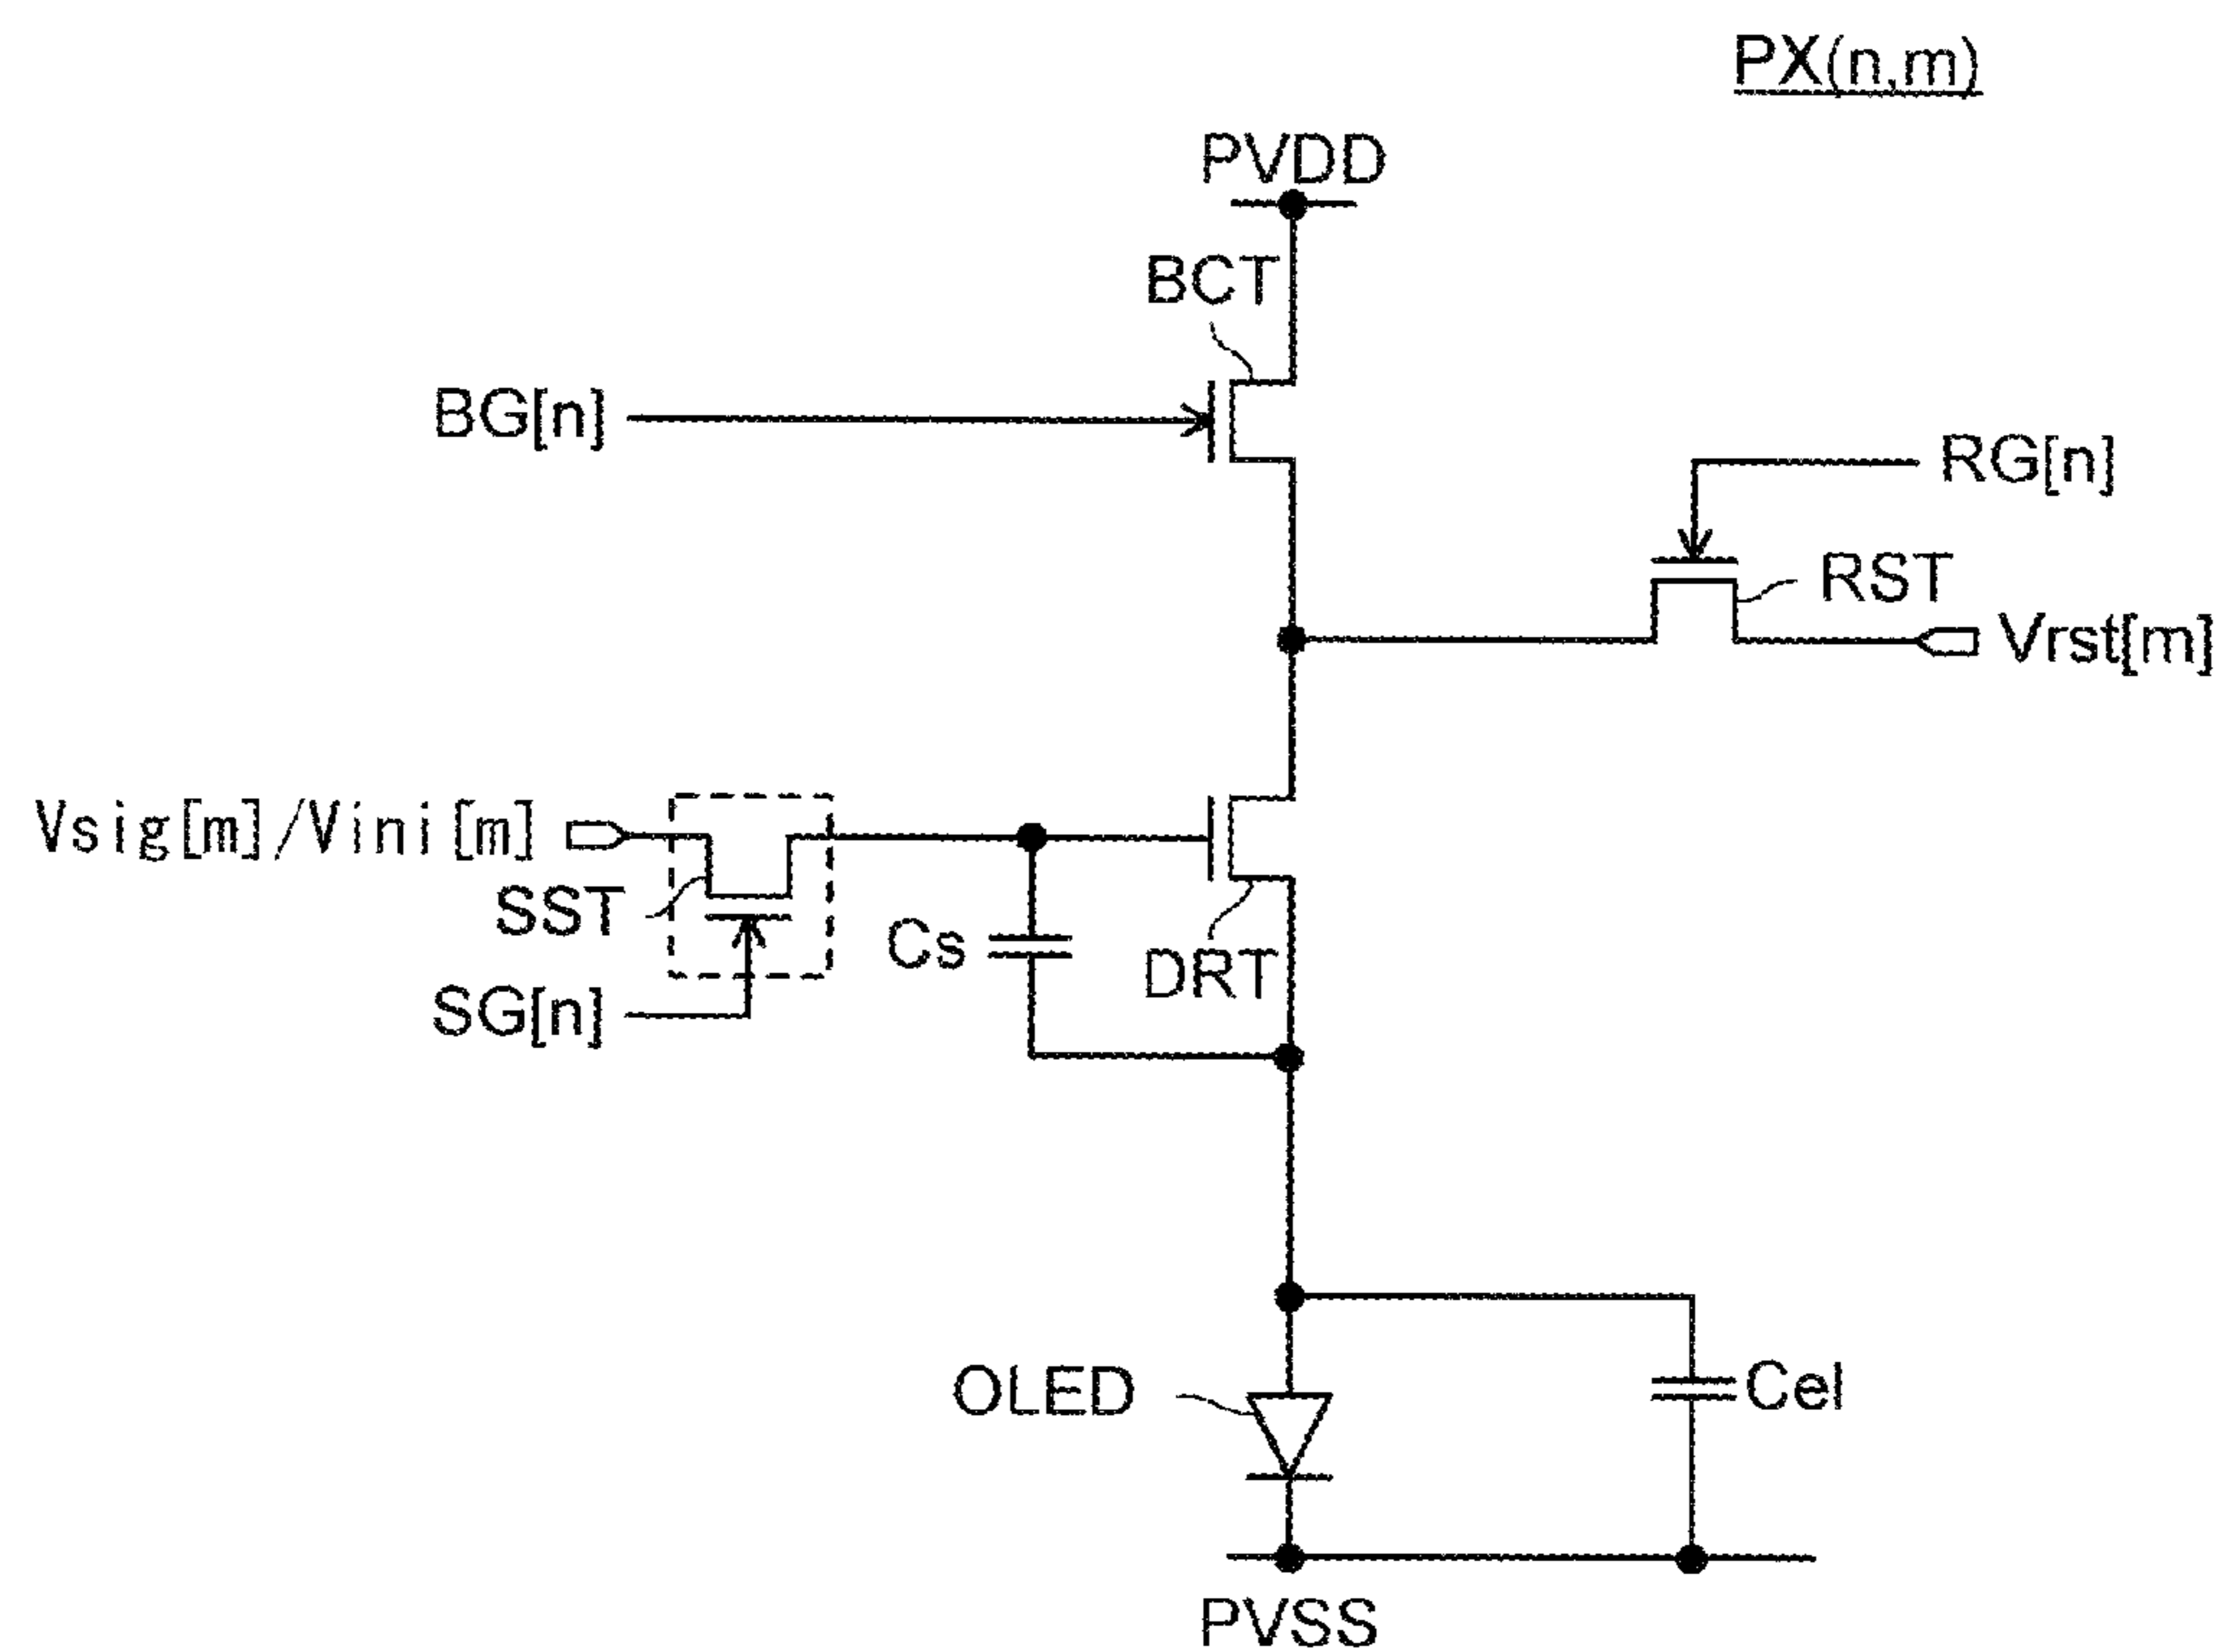 PX(n,m)
PVDD
BCT
BG[n]
RG[n]
RST
Vrst[m]
Vsig[m]/Vini[m]
SST
Cs
DRT
SG[n]
OLED
Cel
PVSS